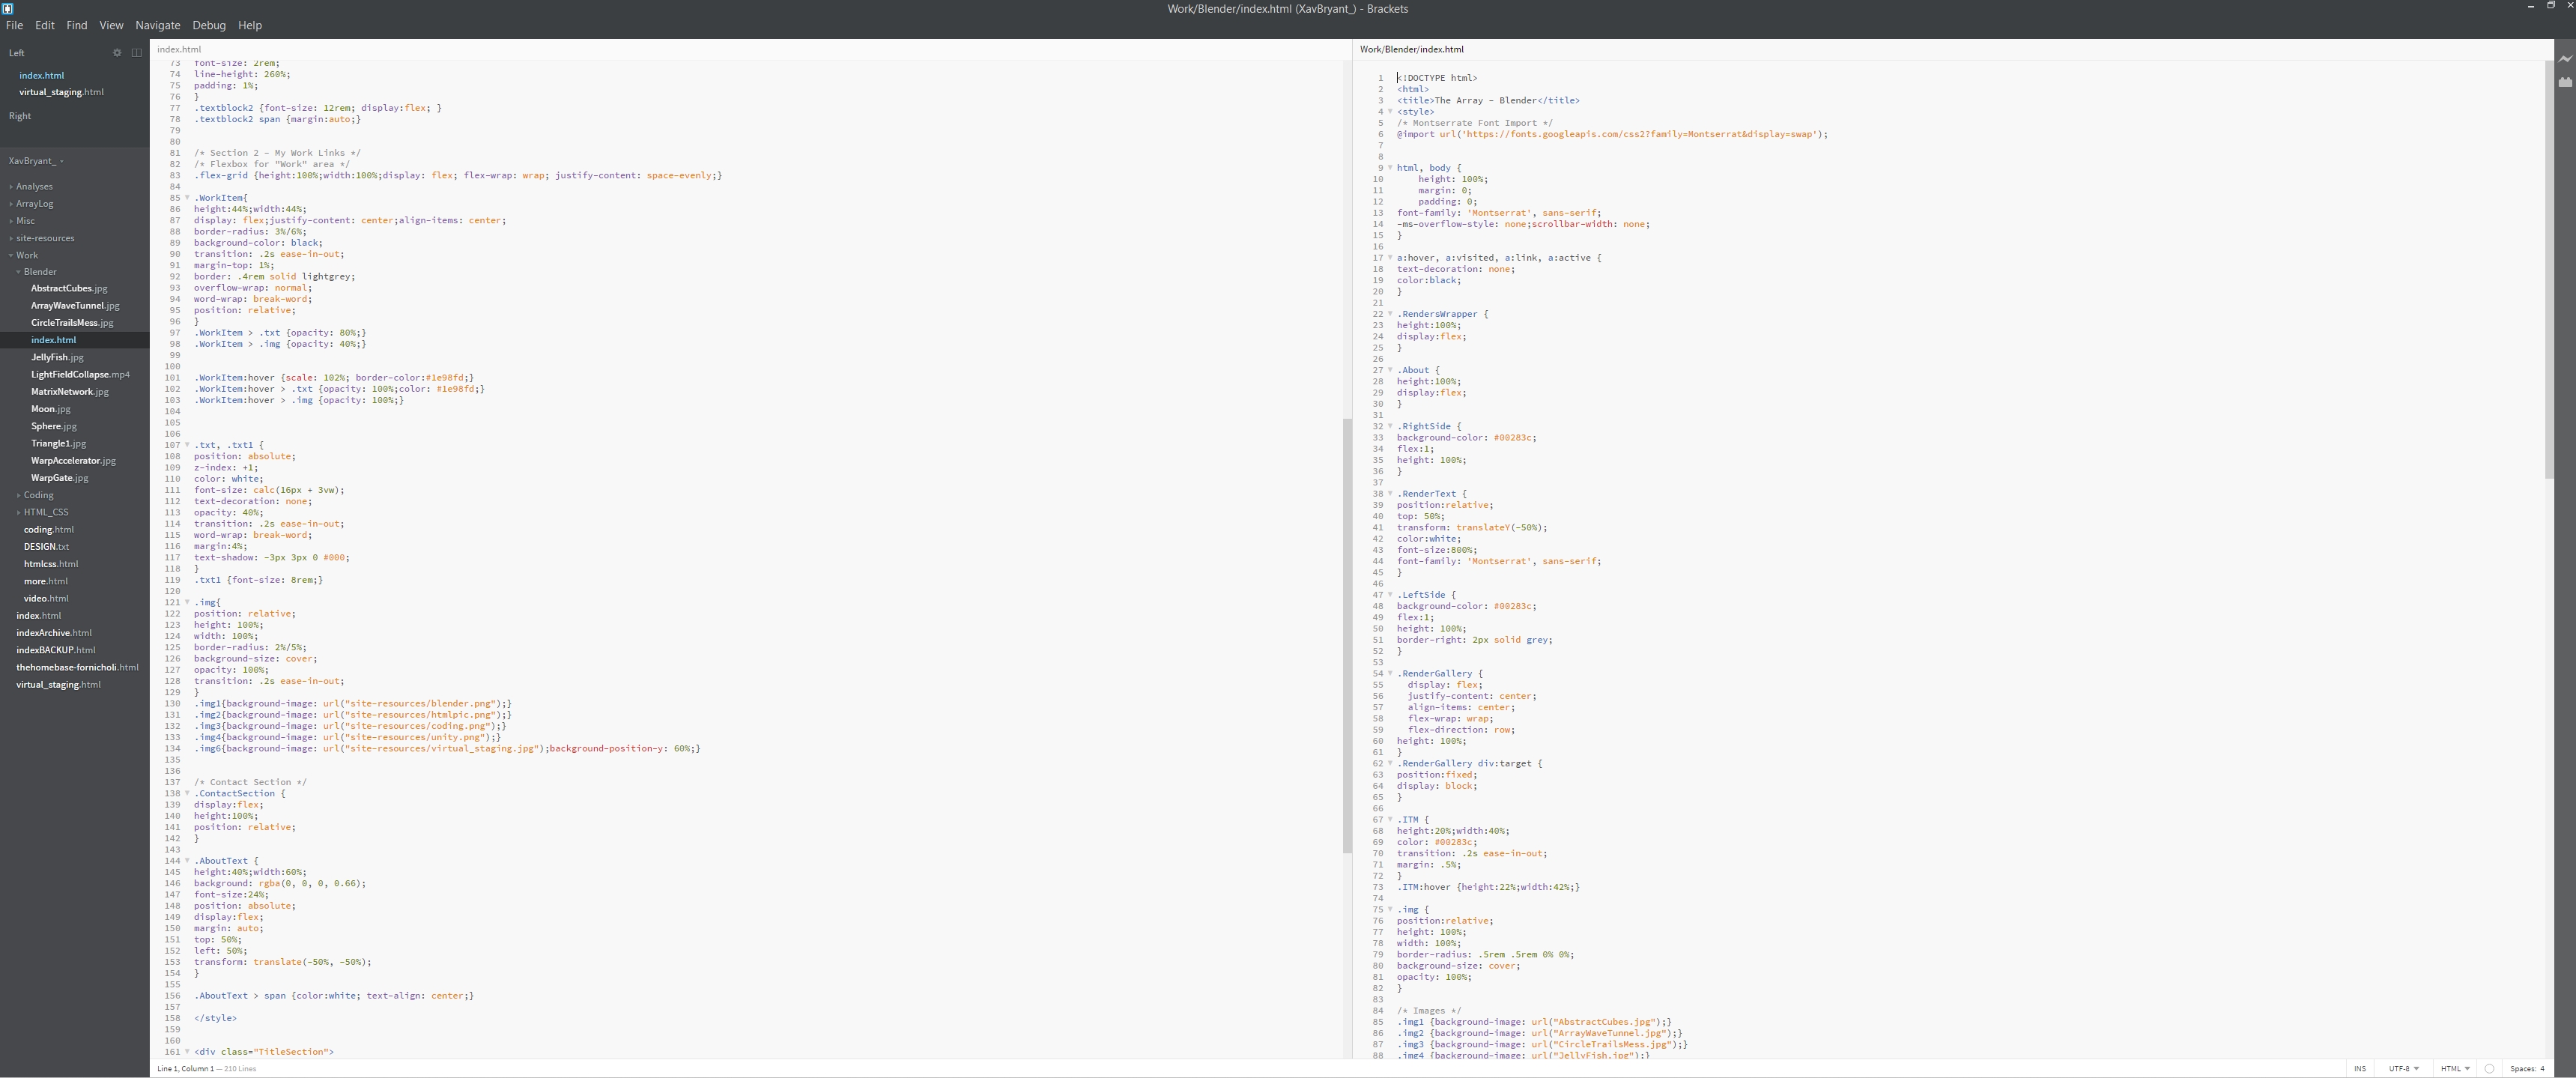 Work/Blender/index.html (XavBryant_) - Brackets
File Edit Find View Navigate Debug Help
Left
index.html
virtual_staging.html
Right
XavBryant_
Analyses
ArrayLog
Misc
site-resources
Work
Blender
AbstractCubes.jpg
ArrayWaveTunnel.jpg
CircleTrailsMess.jpg
index.html
JellyFish.jpg
LightFieldCollapse.mp4
MatrixNetwork.jpg
Moon.jpg
Sphere.jpg
Triangle1.jpg
WarpAccelerator.jpg
WarpGate.jpg
Coding
HTML_CSS
coding.html
DESIGN.txt
htmlcss.html
more.html
video.html
index.html
indexArchive.html
indexBACKUP.html
thehomebase-fornicholi.html
virtual_staging.html
index.html
73 font-size: 2rem;
74 line-height: 260%;
75 padding: 1%;
76 }
77 .textblock2 {font-size: 12rem; display:flex; }
78 .textblock2 span {margin:auto;}
79
80
81 /* Section 2 - My Work Links */
82 /* Flexbox for "Work" area */
83 .flex-grid {height:100%;width:100%;display: flex; flex-wrap: wrap; justify-content: space-evenly;}
84
85 .WorkItem{
86 height:44%;width:44%;
87 display: flex;justify-content: center;align-items: center;
88 border-radius: 3%/6%;
89 background-color: black;
90 transition: .2s ease-in-out;
91 margin-top: 1%;
92 border: .4rem solid lightgrey;
93 overflow-wrap: normal;
94 word-wrap: break-word;
95 position: relative;
96 }
97 .WorkItem > .txt {opacity: 80%;}
98 .WorkItem > .img {opacity: 40%;}
99
100
101 .WorkItem:hover {scale: 102%; border-color:#1e98fd;}
102 .WorkItem:hover > .txt {opacity: 100%;color: #1e98fd;}
103 .WorkItem:hover > .img {opacity: 100%;}
104
105
106
107 .txt, .txt1 {
108 position: absolute;
109 z-index: +1;
110 color: white;
111 font-size: calc(16px + 3vw);
112 text-decoration: none;
113 opacity: 40%;
114 transition: .2s ease-in-out;
115 word-wrap: break-word;
116 margin:4%;
117 text-shadow: -3px 3px 0 #000;
118 }
119 .txt1 {font-size: 8rem;}
120
121 .img{
122 position: relative;
123 height: 100%;
124 width: 100%;
125 border-radius: 2%/5%;
126 background-size: cover;
127 opacity: 100%;
128 transition: .2s ease-in-out;
129 }
130 .img1{background-image: url("site-resources/blender.png");}
131 .img2{background-image: url("site-resources/htmlpic.png");}
132 .img3{background-image: url("site-resources/coding.png");}
133 .img4{background-image: url("site-resources/unity.png");}
134 .img6{background-image: url("site-resources/virtual_staging.jpg");background-position-y: 60%;}
135
136
137 /* Contact Section */
138 .ContactSection {
139 display:flex;
140 height:100%;
141 position: relative;
142 }
143
144 .AboutText {
145 height:40%;width:60%;
146 background: rgba(0, 0, 0, 0.66);
147 font-size:24%;
148 position: absolute;
149 display:flex;
150 margin: auto;
151 top: 50%;
152 left: 50%;
153 transform: translate(-50%, -50%);
154 }
155
156 .AboutText > span {color:white; text-align: center;}
157
158 </style>
159
160
161 <div class="TitleSection">
Work/Blender/index.html
1 <!DOCTYPE html>
2 <html>
3 <title>The Array - Blender</title>
4 <style>
5 /* Montserrate Font Import */
6 @import url('https://fonts.googleapis.com/css2?family=Montserrat&display=swap');
7
8
9 html, body {
10 height: 100%;
11 margin: 0;
12 padding: 0;
13 font-family: 'Montserrat', sans-serif;
14 -ms-overflow-style: none;scrollbar-width: none;
15 }
16
17 a:hover, a:visited, a:link, a:active {
18 text-decoration: none;
19 color:black;
20 }
21
22 .RendersWrapper {
23 height:100%;
24 display:flex;
25 }
26
27 .About {
28 height:100%;
29 display:flex;
30 }
31
32 .RightSide {
33 background-color: #00283c;
34 flex:1;
35 height: 100%;
36 }
37
38 .RenderText {
39 position:relative;
40 top: 50%;
41 transform: translateY(-50%);
42 color:white;
43 font-size:800%;
44 font-family: 'Montserrat', sans-serif;
45 }
46
47 .LeftSide {
48 background-color: #00283c;
49 flex:1;
50 height: 100%;
51 border-right: 2px solid grey;
52 }
53
54 .RenderGallery {
55 display: flex;
56 justify-content: center;
57 align-items: center;
58 flex-wrap: wrap;
59 flex-direction: row;
60 height: 100%;
61 }
62 .RenderGallery div:target {
63 position:fixed;
64 display: block;
65 }
66
67 .ITM {
68 height:20%;width:40%;
69 color: #00283c;
70 transition: .2s ease-in-out;
71 margin: .5%;
72 }
73 .ITM:hover {height:22%;width:42%;}
74
75 .img {
76 position:relative;
77 height: 100%;
78 width: 100%;
79 border-radius: .5rem .5rem 0% 0%;
80 background-size: cover;
81 opacity: 100%;
82 }
83
84 /* Images */
85 .img1 {background-image: url("AbstractCubes.jpg");}
86 .img2 {background-image: url("ArrayWaveTunnel.jpg");}
87 .img3 {background-image: url("CircleTrailsMess.jpg");}
88 .img4 {background-image: url("JellyFish.jpg");}
Line 1, Column 1 — 210 Lines
INS UTF-8 HTML Spaces: 4